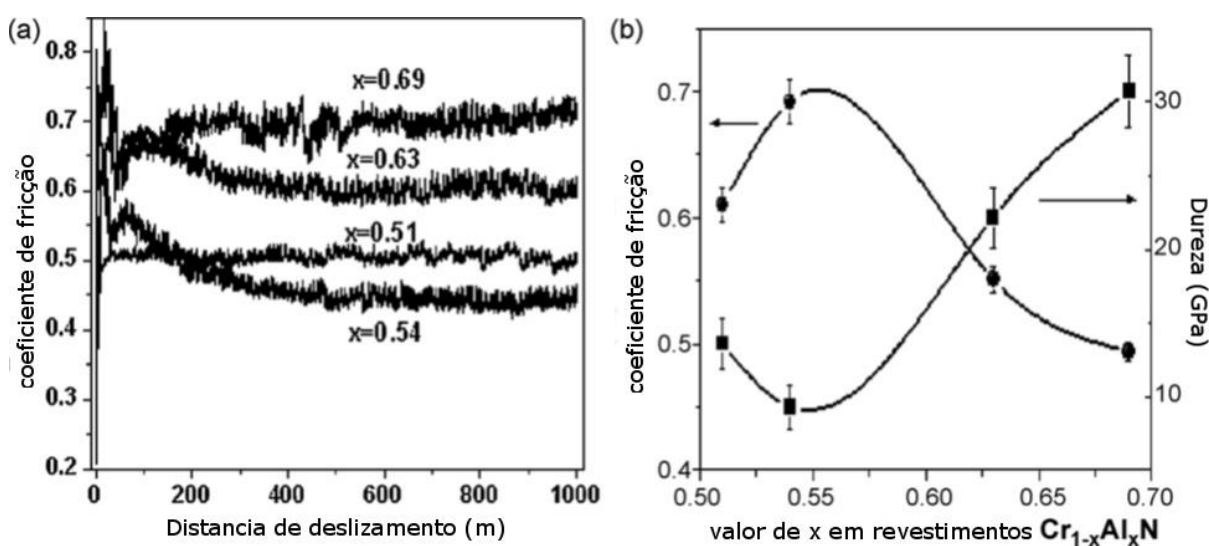 (a)
coeficiente de fricção
0.8
0.7
0.6
0.5
0.4
0.3
0.2
x=0.69
x=0.63
x=0.51
x=0.54
0 200 400 600 800 1000
Distancia de deslizamento (m)
(b)
coeficiente de fricção
0.7
0.6
0.5
0.4
30
20
10
Dureza (GPa)
0.50 0.55 0.60 0.65 0.70
valor de x em revestimentos Cr1-xAlxN